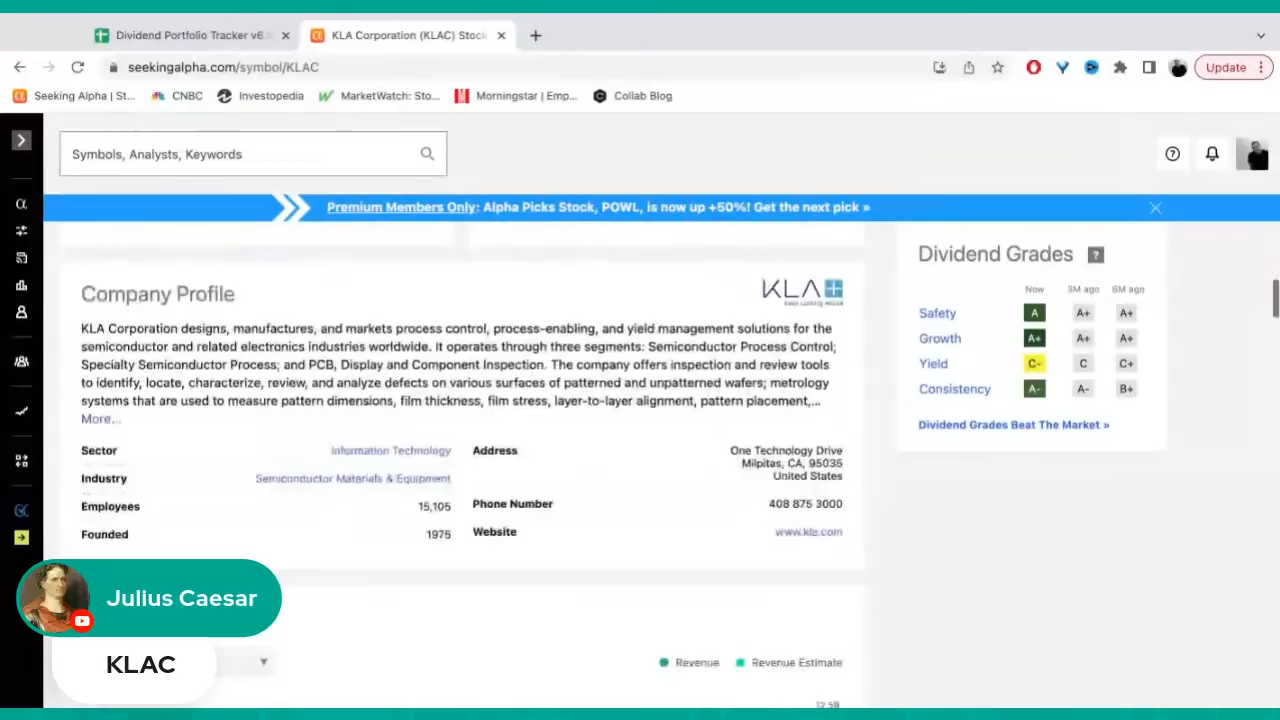 Dividend Portfolio Tracker v6.
KLA Corporation (KLAC) Stock
seekingalpha.com/symbol/KLAC
Update
Seeking Alpha | St...
CNBC
Investopedia
MarketWatch: Sto...
Morningstar | Emp...
Collab Blog
Symbols, Analysts, Keywords
Premium Members Only: Alpha Picks Stock, POWL, is now up +50%! Get the next pick »
Company Profile
KLA+
KLA Corporation designs, manufactures, and markets process control, process-enabling, and yield management solutions for the
semiconductor and related electronics industries worldwide. It operates through three segments: Semiconductor Process Control;
Specialty Semiconductor Process; and PCB, Display and Component Inspection. The company offers inspection and review tools
to identify, locate, characterize, review, and analyze defects on various surfaces of patterned and unpatterned wafers; metrology
systems that are used to measure pattern dimensions, film thickness, film stress, layer-to-layer alignment, pattern placement,...
More...
Sector Information Technology
Industry Semiconductor Materials & Equipment
Employees 15,105
Founded 1975
Address One Technology Drive
Milpitas, CA, 95035
United States
Phone Number 408 875 3000
Website www.kla.com
Dividend Grades ?
Now 3M ago 6M ago
Safety A A+ A+
Growth A+ A+ A+
Yield C- C C+
Consistency A- A- B+
Dividend Grades Beat The Market »
Julius Caesar
KLAC
Revenue Revenue Estimate